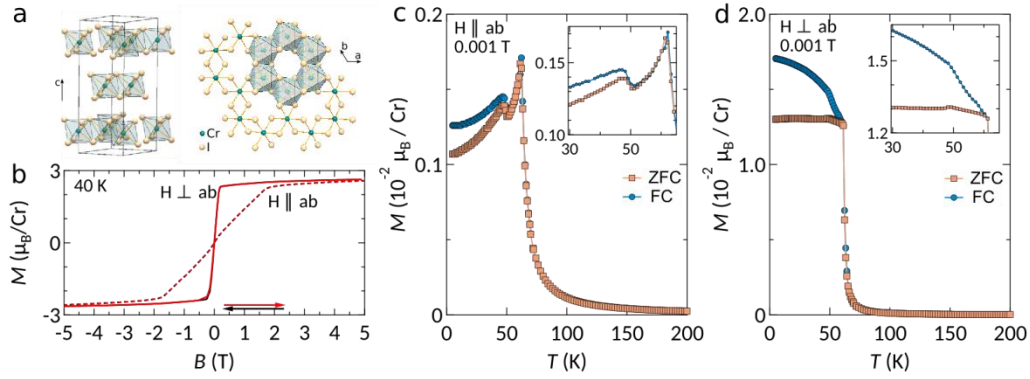 a
c
b
a
Cr
I
b
40 K
H ⊥ ab
H ∥ ab
M (μB/Cr)
3
0
-3
-5 -4 -3 -2 -1 0 1 2 3 4 5
B (T)
c
H ∥ ab
0.001 T
M (10-2 μB / Cr)
0.2
0.1
0
0 50 100 150 200
T (K)
0.15
0.10
30 50
ZFC
FC
d
H ⊥ ab
0.001 T
M (10-2 μB / Cr)
2.0
1.0
0
0 50 100 150 200
T (K)
1.5
1.2
30 50
ZFC
FC